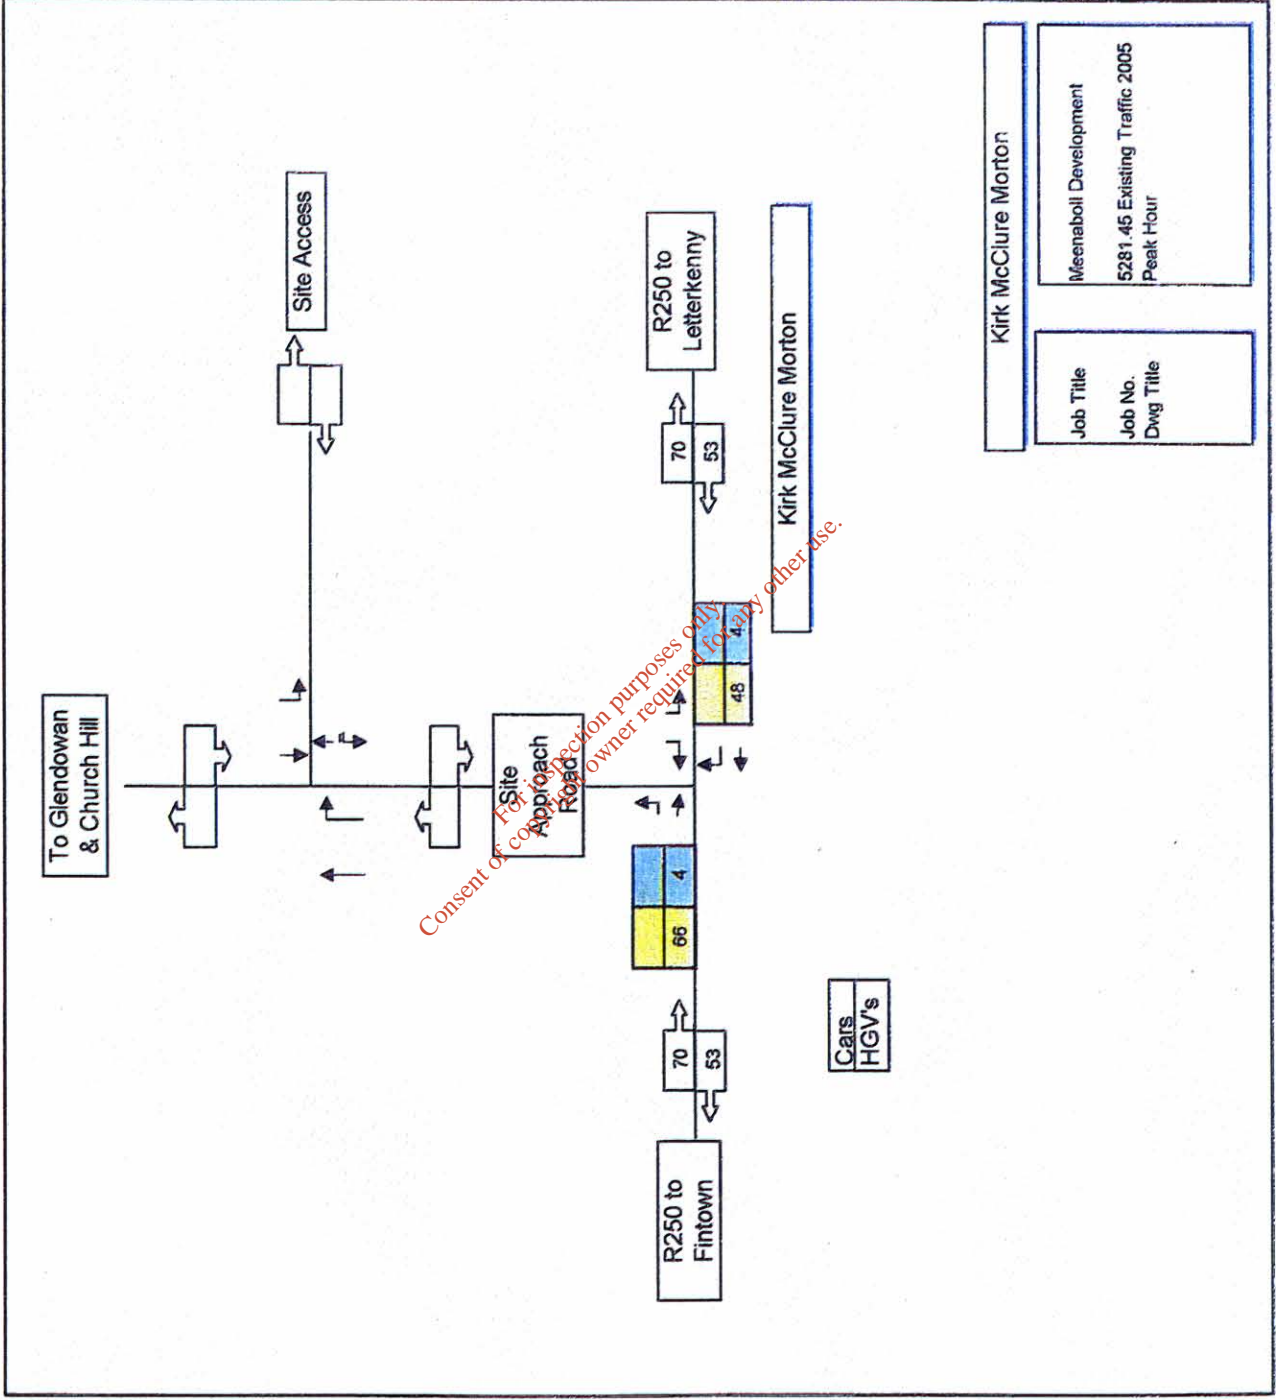 To Glendowan
& Church Hill
Site Access
Site
Approach
Road
R250 to
Letterkenny
70
53
66
4
48
4
70
53
R250 to
Fintown
Cars
HGV's
Kirk McClure Morton
Kirk McClure Morton
Job Title
Meenaboll Development
Job No.
5281.45 Existing Traffic 2005
Dwg Title
Peak Hour
For inspection purposes only.
Consent of copyright owner required for any other use.